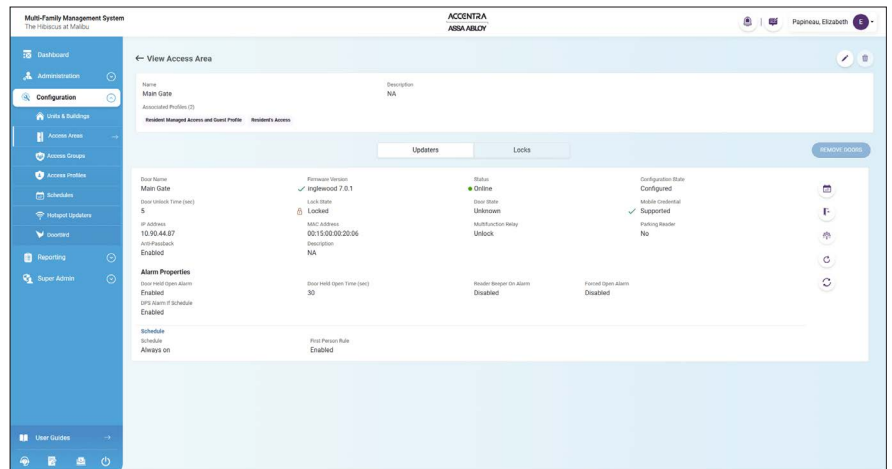 Multi-Family Management System
The Hibiscus at Malibu
ACCENTRA
ASSA ABLOY
Papineau, Elizabeth
E
Dashboard
Administration
Configuration
Units & Buildings
Access Areas
Access Groups
Access Profiles
Schedules
Hotspot Updaters
Doorbird
Reporting
Super Admin
User Guides
← View Access Area
Name
Description
Main Gate
NA
Associated Profiles (2)
Resident Managed Access and Guest Profile
Resident's Access
Updaters
Locks
REMOVE DOORS
Door Name
Firmware Version
Status
Configuration State
Main Gate
inglewood 7.0.1
Online
Configured
Door Unlock Time (sec)
Lock State
Door State
Mobile Credential
5
Locked
Unknown
Supported
IP Address
MAC Address
Multifunction Relay
Parking Reader
10.90.44.87
00:15:00:00:20:06
Unlock
No
Anti-Passback
Description
Enabled
NA
Alarm Properties
Door Held Open Alarm
Door Held Open Time (sec)
Reader Beeper On Alarm
Forced Open Alarm
Enabled
30
Disabled
Disabled
DPS Alarm If Schedule
Enabled
Schedule
Schedule
First Person Rule
Always on
Enabled